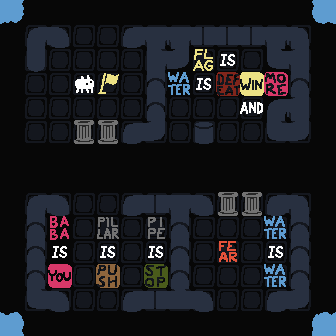 FLAG IS
WATER IS DEFEAT WIN MORE
AND
BABA IS YOU
PILLAR IS PUSH
PIPE IS STOP
FEAR
WATER IS WATER